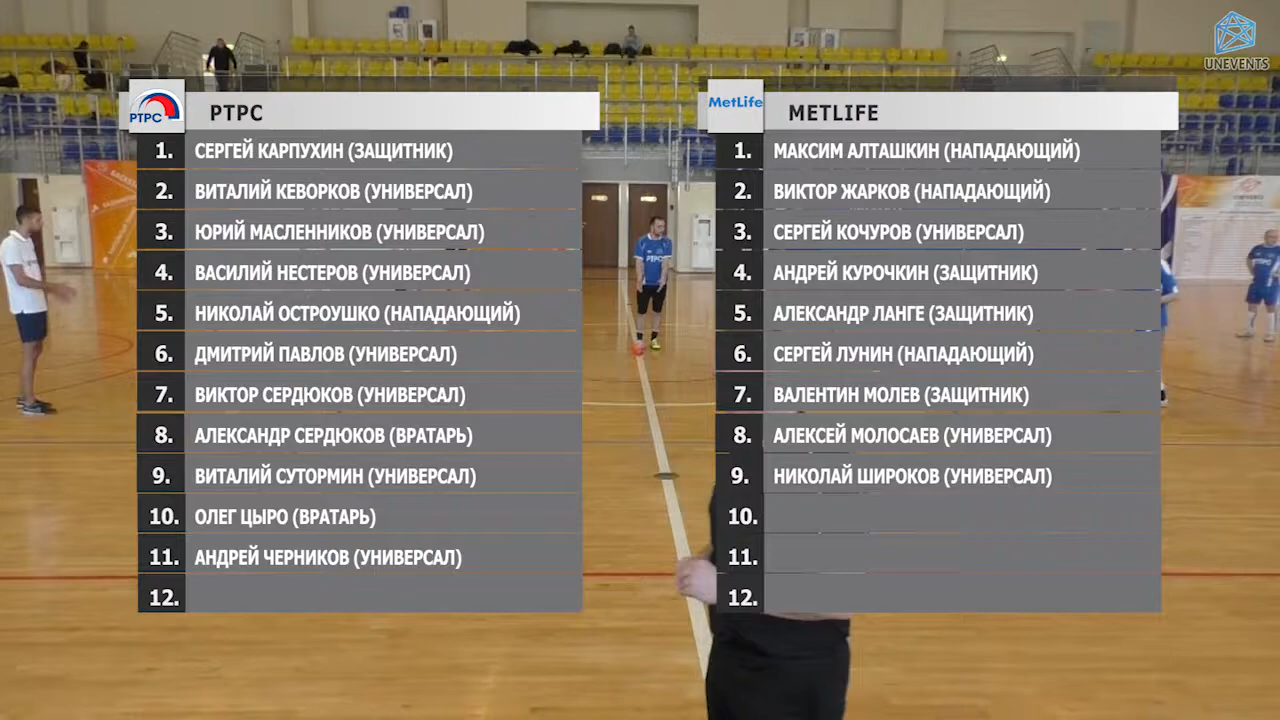 UNEVENTS
РТРС
РТРС
1. СЕРГЕЙ КАРПУХИН (ЗАЩИТНИК)
2. ВИТАЛИЙ КЕВОРКОВ (УНИВЕРСАЛ)
3. ЮРИЙ МАСЛЕННИКОВ (УНИВЕРСАЛ)
4. ВАСИЛИЙ НЕСТЕРОВ (УНИВЕРСАЛ)
5. НИКОЛАЙ ОСТРОУШКО (НАПАДАЮЩИЙ)
6. ДМИТРИЙ ПАВЛОВ (УНИВЕРСАЛ)
7. ВИКТОР СЕРДЮКОВ (УНИВЕРСАЛ)
8. АЛЕКСАНДР СЕРДЮКОВ (ВРАТАРЬ)
9. ВИТАЛИЙ СУТОРМИН (УНИВЕРСАЛ)
10. ОЛЕГ ЦЫРО (ВРАТАРЬ)
11. АНДРЕЙ ЧЕРНИКОВ (УНИВЕРСАЛ)
12.
MetLife
METLIFE
1. МАКСИМ АЛТАШКИН (НАПАДАЮЩИЙ)
2. ВИКТОР ЖАРКОВ (НАПАДАЮЩИЙ)
3. СЕРГЕЙ КОЧУРОВ (УНИВЕРСАЛ)
4. АНДРЕЙ КУРОЧКИН (ЗАЩИТНИК)
5. АЛЕКСАНДР ЛАНГЕ (ЗАЩИТНИК)
6. СЕРГЕЙ ЛУНИН (НАПАДАЮЩИЙ)
7. ВАЛЕНТИН МОЛЕВ (ЗАЩИТНИК)
8. АЛЕКСЕЙ МОЛОСАЕВ (УНИВЕРСАЛ)
9. НИКОЛАЙ ШИРОКОВ (УНИВЕРСАЛ)
10.
11.
12.
РТРС
РТРС